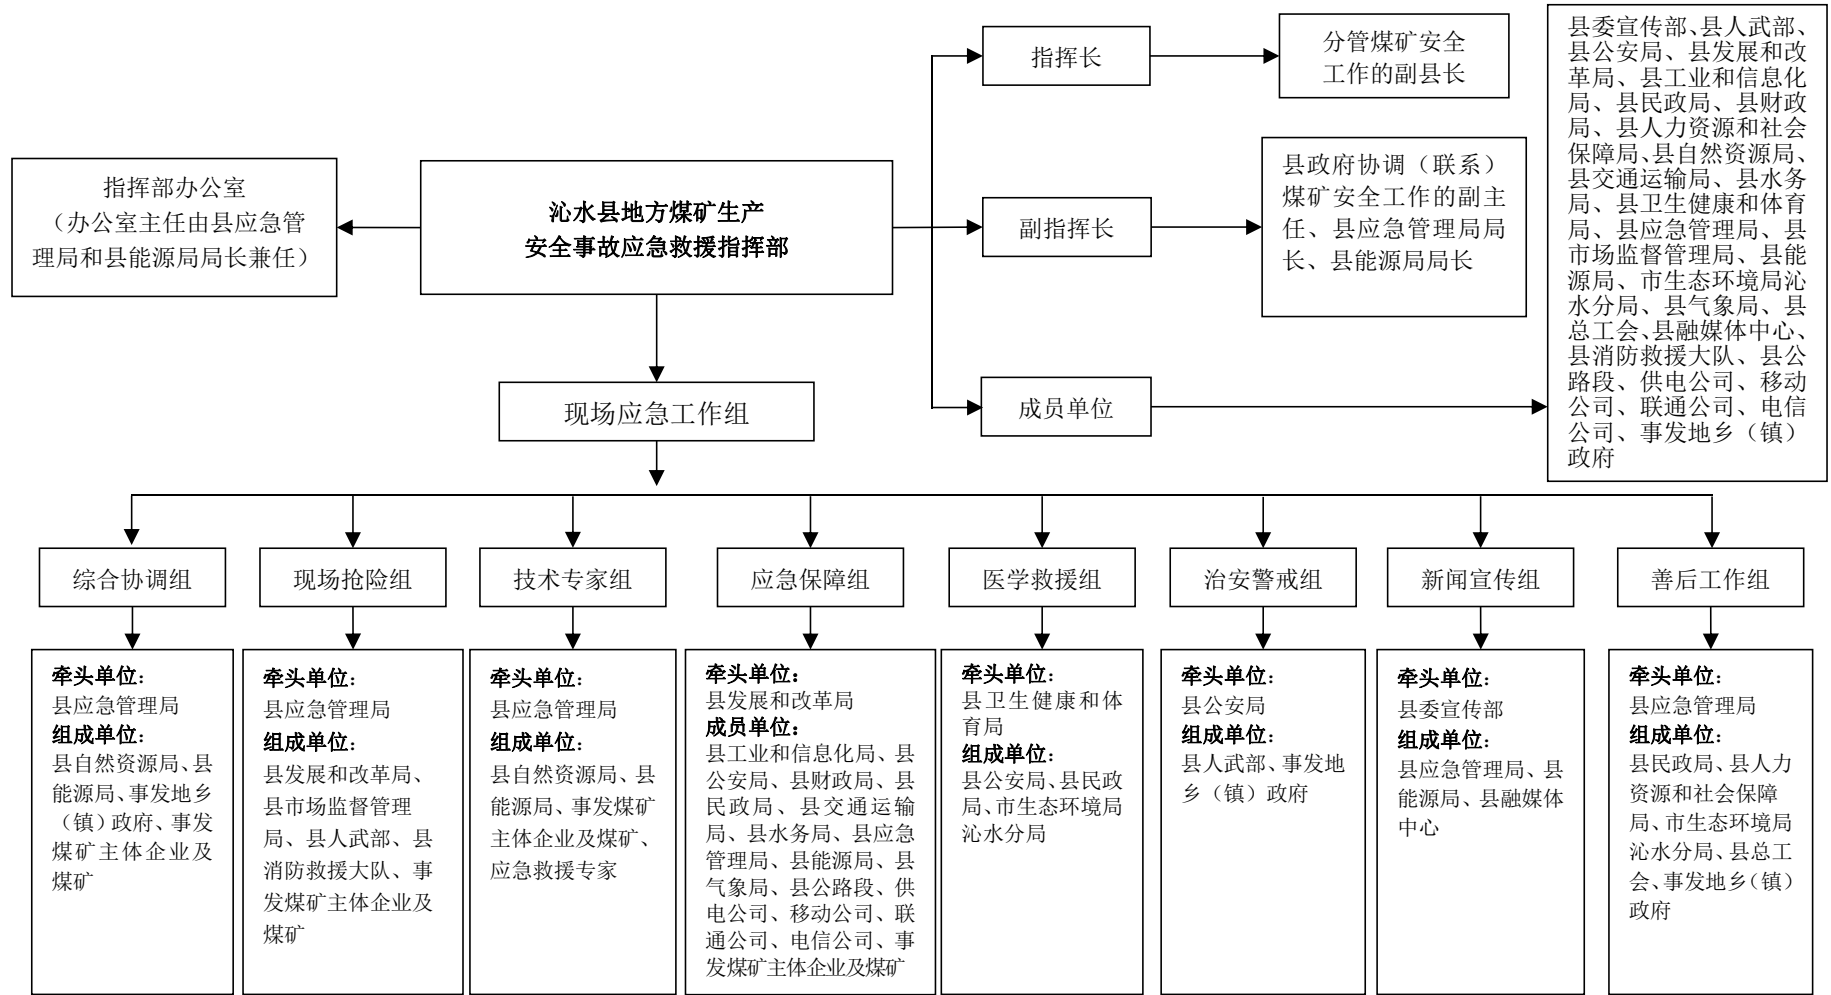 指挥长
分管煤矿安全
工作的副县长
县委宣传部、县人武部、
县公安局、县发展和改
革局、县工业和信息化
局、县民政局、县财政
局、县人力资源和社会
保障局、县自然资源局、
县交通运输局、县水务
局、县卫生健康和体育
局、县应急管理局、县
市场监督管理局、县能
源局、市生态环境局沁
水分局、县气象局、县
总工会、县融媒体中心、
县消防救援大队、县公
路段、供电公司、移动
公司、联通公司、电信
公司、事发地乡（镇）
政府
指挥部办公室
（办公室主任由县应急管
理局和县能源局局长兼任）
沁水县地方煤矿生产
安全事故应急救援指挥部
副指挥长
县政府协调（联系）
煤矿安全工作的副主
任、县应急管理局局
长、县能源局局长
成员单位
现场应急工作组
综合协调组
现场抢险组
技术专家组
应急保障组
医学救援组
治安警戒组
新闻宣传组
善后工作组
牵头单位：
县应急管理局
组成单位：
县自然资源局、县
能源局、事发地乡
（镇）政府、事发
煤矿主体企业及
煤矿
牵头单位：
县应急管理局
组成单位：
县发展和改革局、
县市场监督管理
局、县人武部、县
消防救援大队、事
发煤矿主体企业及
煤矿
牵头单位：
县应急管理局
组成单位：
县自然资源局、县
能源局、事发煤矿
主体企业及煤矿、
应急救援专家
牵头单位：
县发展和改革局
成员单位：
县工业和信息化局、县
公安局、县财政局、县
民政局、县交通运输
局、县水务局、县应急
管理局、县能源局、县
气象局、县公路段、供
电公司、移动公司、联
通公司、电信公司、事
发煤矿主体企业及煤矿
牵头单位：
县卫生健康和体
育局
组成单位：
县公安局、县民政
局、市生态环境局
沁水分局
牵头单位：
县公安局
组成单位：
县人武部、事发地
乡（镇）政府
牵头单位：
县委宣传部
组成单位：
县应急管理局、县
能源局、县融媒体
中心
牵头单位：
县应急管理局
组成单位：
县民政局、县人力
资源和社会保障
局、市生态环境局
沁水分局、县总工
会、事发地乡（镇）
政府